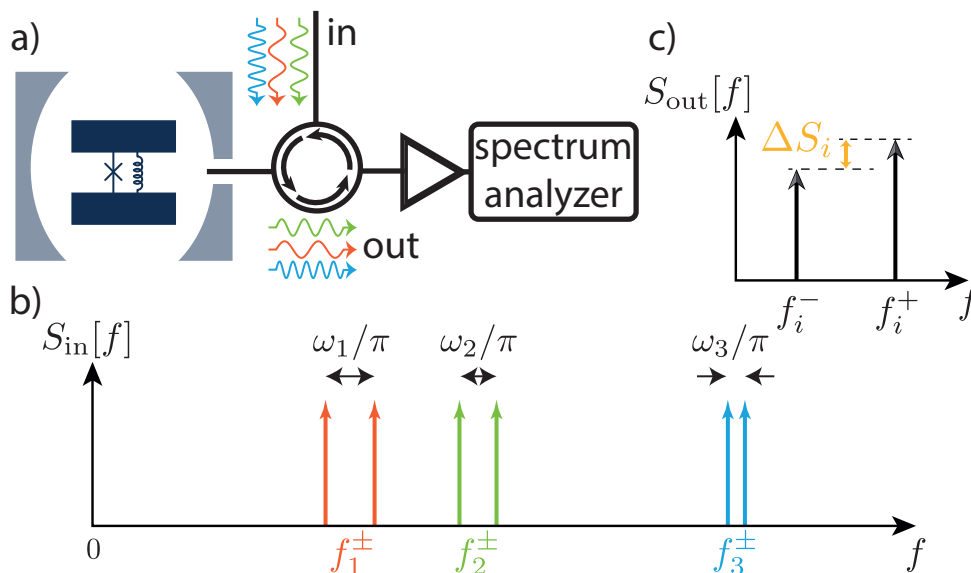 a)
in
out
spectrum
analyzer
c)
S_out[f]
ΔS_i
f_i^-
f_i^+
f
b)
S_in[f]
ω_1/π
ω_2/π
ω_3/π
0
f_1^±
f_2^±
f_3^±
f